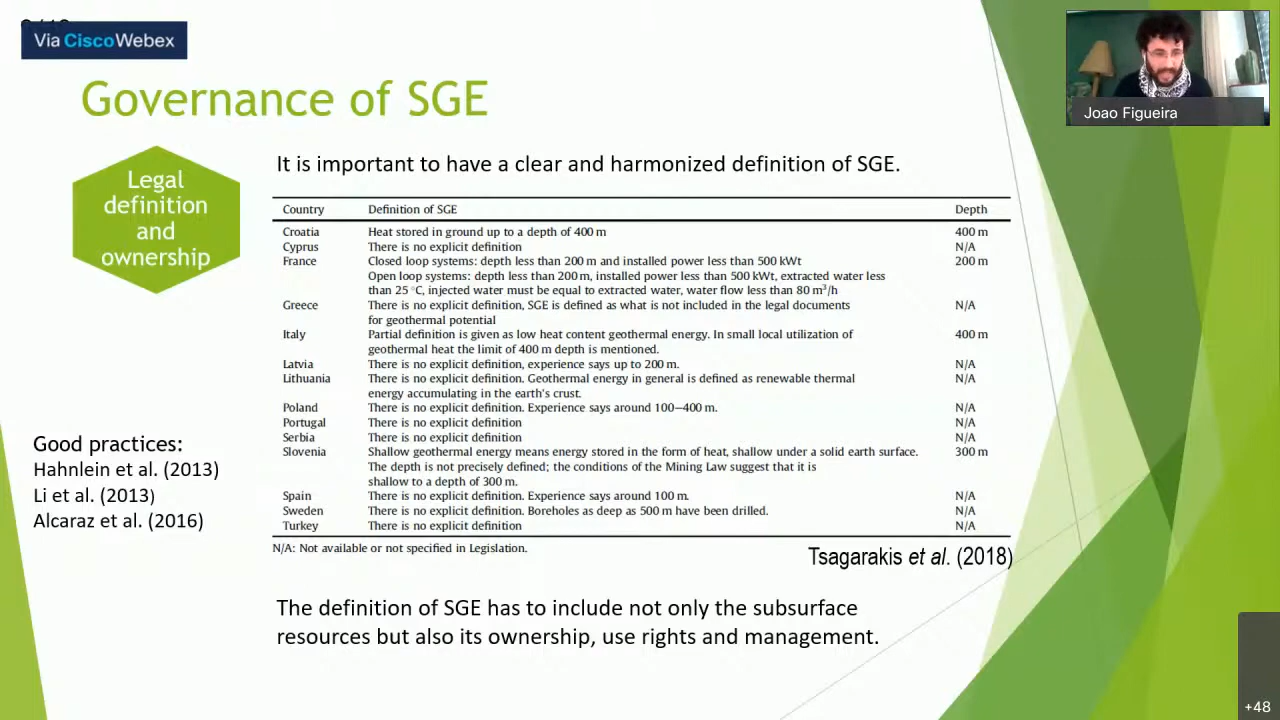 Via Cisco Webex
Governance of SGE
Joao Figueira
Legal
definition
and
ownership
It is important to have a clear and harmonized definition of SGE.
Country Definition of SGE Depth
Croatia Heat stored in ground up to a depth of 400 m 400 m
Cyprus There is no explicit definition N/A
France Closed loop systems: depth less than 200 m and installed power less than 500 kWt 200 m
Open loop systems: depth less than 200 m, installed power less than 500 kWt, extracted water less
than 25 °C, injected water must be equal to extracted water, water flow less than 80 m³/h
Greece There is no explicit definition, SGE is defined as what is not included in the legal documents N/A
for geothermal potential
Italy Partial definition is given as low heat content geothermal energy. In small local utilization of 400 m
geothermal heat the limit of 400 m depth is mentioned.
Latvia There is no explicit definition, experience says up to 200 m. N/A
Lithuania There is no explicit definition. Geothermal energy in general is defined as renewable thermal N/A
energy accumulating in the earth's crust.
Poland There is no explicit definition. Experience says around 100–400 m. N/A
Portugal There is no explicit definition N/A
Serbia There is no explicit definition N/A
Slovenia Shallow geothermal energy means energy stored in the form of heat, shallow under a solid earth surface. 300 m
The depth is not precisely defined; the conditions of the Mining Law suggest that it is
shallow to a depth of 300 m.
Spain There is no explicit definition. Experience says around 100 m. N/A
Sweden There is no explicit definition. Boreholes as deep as 500 m have been drilled. N/A
Turkey There is no explicit definition N/A
N/A: Not available or not specified in Legislation.
Tsagarakis et al. (2018)
Good practices:
Hahnlein et al. (2013)
Li et al. (2013)
Alcaraz et al. (2016)
The definition of SGE has to include not only the subsurface
resources but also its ownership, use rights and management.
+48